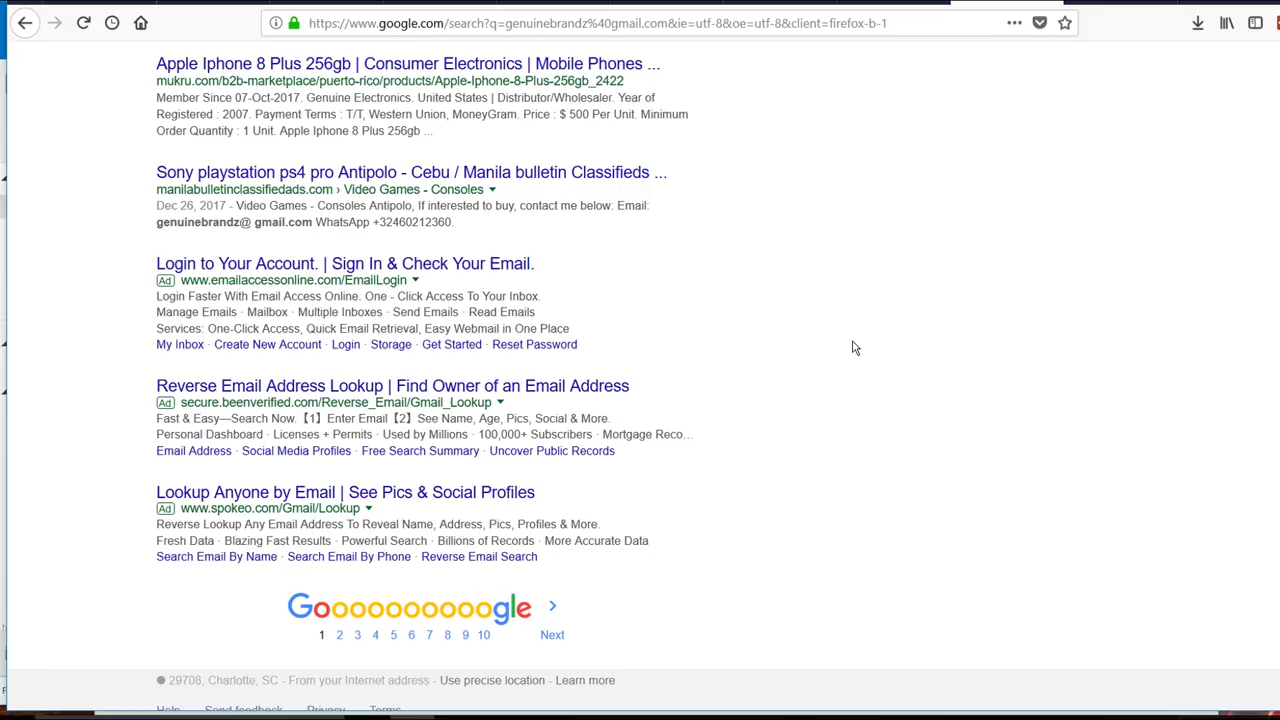 https://www.google.com/search?q=genuinebrandz%40gmail.com&ie=utf-8&oe=utf-8&client=firefox-b-1
Apple Iphone 8 Plus 256gb | Consumer Electronics | Mobile Phones ...
mukru.com/b2b-marketplace/puerto-rico/products/Apple-Iphone-8-Plus-256gb_2422
Member Since 07-Oct-2017. Genuine Electronics. United States | Distributor/Wholesaler. Year of
Registered : 2007. Payment Terms : T/T, Western Union, MoneyGram. Price : $ 500 Per Unit. Minimum
Order Quantity : 1 Unit. Apple Iphone 8 Plus 256gb ...
Sony playstation ps4 pro Antipolo - Cebu / Manila bulletin Classifieds ...
manilabulletinclassifiedads.com › Video Games - Consoles
Dec 26, 2017 - Video Games - Consoles Antipolo, If interested to buy, contact me below: Email:
genuinebrandz@ gmail.com WhatsApp +32460212360.
Login to Your Account. | Sign In & Check Your Email.
Ad www.emailaccessonline.com/EmailLogin
Login Faster With Email Access Online. One - Click Access To Your Inbox.
Manage Emails · Mailbox · Multiple Inboxes · Send Emails · Read Emails
Services: One-Click Access, Quick Email Retrieval, Easy Webmail in One Place
My Inbox · Create New Account · Login · Storage · Get Started · Reset Password
Reverse Email Address Lookup | Find Owner of an Email Address
Ad secure.beenverified.com/Reverse_Email/Gmail_Lookup
Fast & Easy—Search Now.【1】Enter Email【2】See Name, Age, Pics, Social & More.
Personal Dashboard · Licenses + Permits · Used by Millions · 100,000+ Subscribers · Mortgage Reco...
Email Address · Social Media Profiles · Free Search Summary · Uncover Public Records
Lookup Anyone by Email | See Pics & Social Profiles
Ad www.spokeo.com/Gmail/Lookup
Reverse Lookup Any Email Address To Reveal Name, Address, Pics, Profiles & More.
Fresh Data · Blazing Fast Results · Powerful Search · Billions of Records · More Accurate Data
Search Email By Name · Search Email By Phone · Reverse Email Search
Goooooooooogle
1 2 3 4 5 6 7 8 9 10 Next
29708, Charlotte, SC - From your Internet address - Use precise location - Learn more
Help Send feedback Privacy Terms